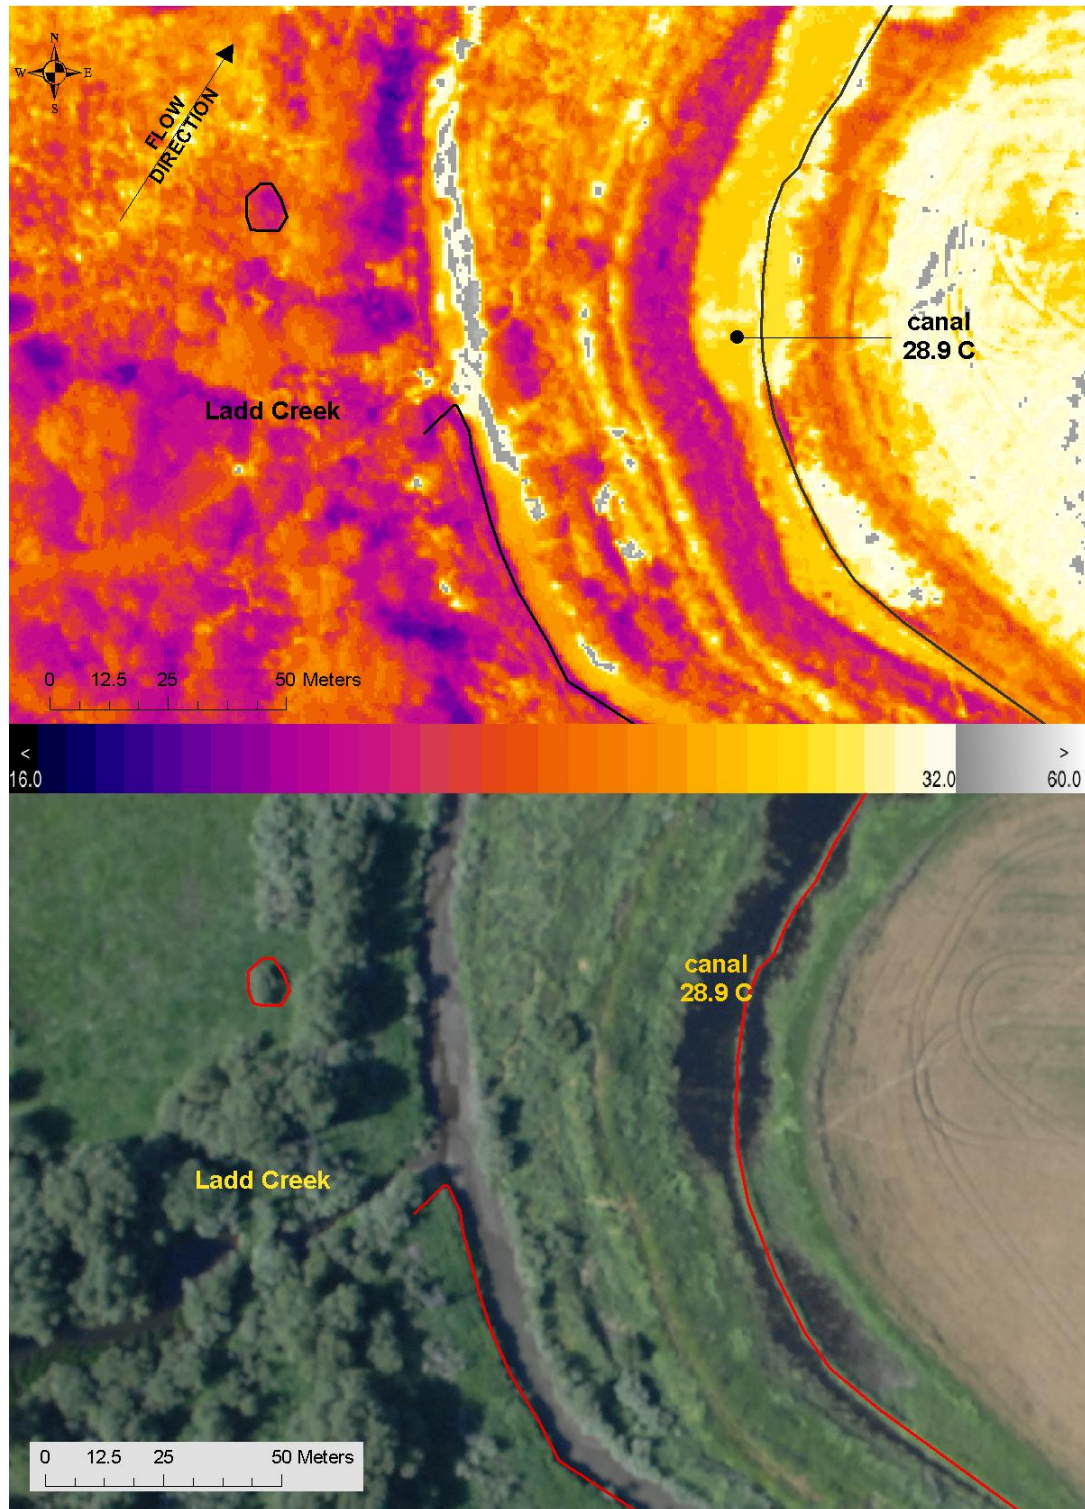 N
W E
S
FLOW
DIRECTION
canal
28.9 C
Ladd Creek
0 12.5 25 50 Meters
< >
16.0 32.0 60.0
canal
28.9 C
Ladd Creek
0 12.5 25 50 Meters